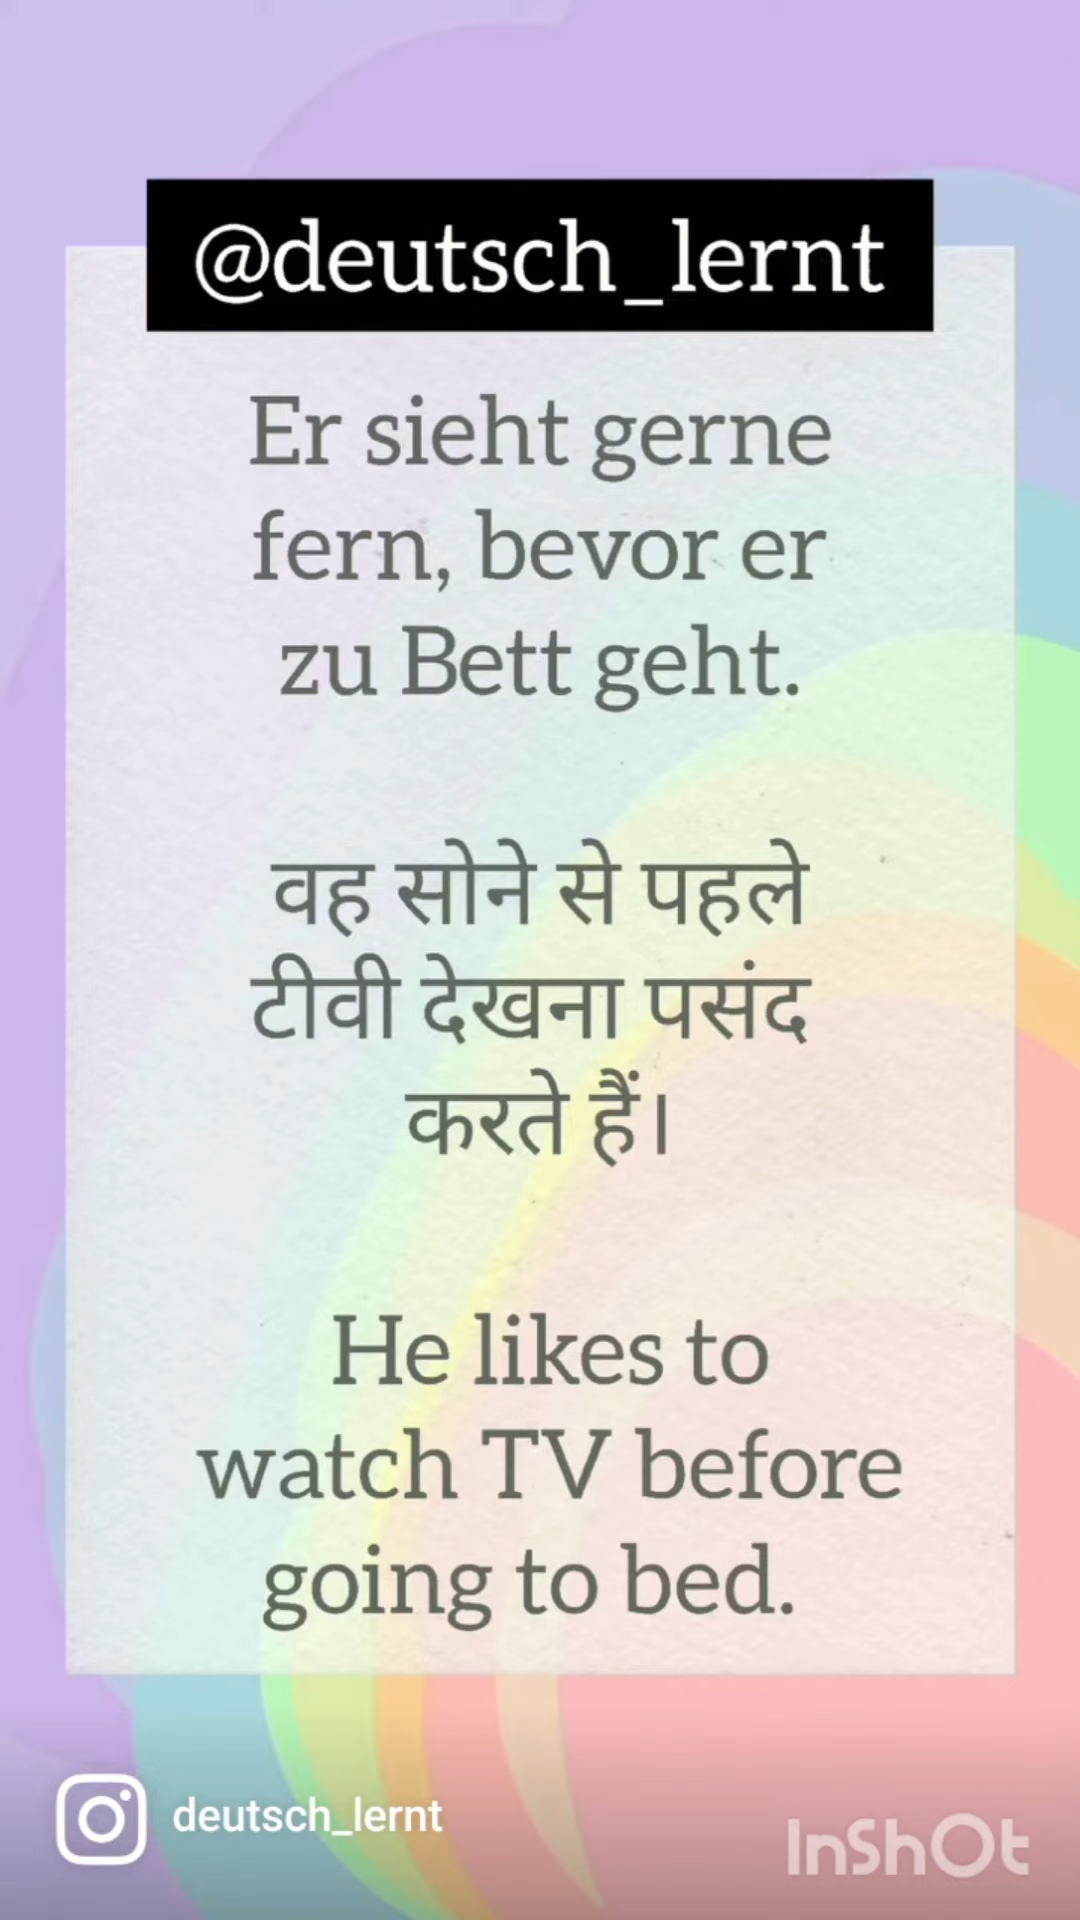 @deutsch_lernt
Er sieht gerne
fern, bevor er
zu Bett geht.
वह सोने से पहले
टीवी देखना पसंद
करते हैं।
He likes to
watch TV before
going to bed.
deutsch_lernt
InShOt